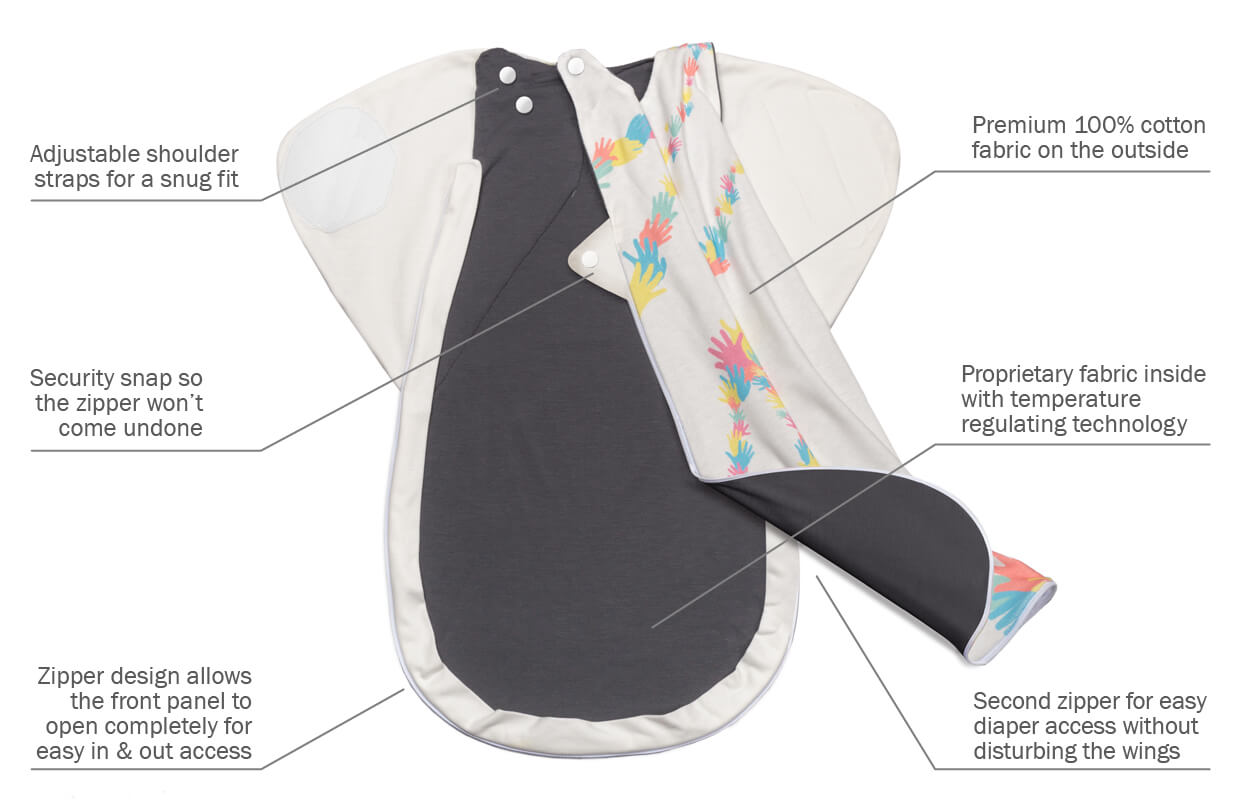 Adjustable shoulder
straps for a snug fit
Premium 100% cotton
fabric on the outside
Security snap so
the zipper won't
come undone
Proprietary fabric inside
with temperature
regulating technology
Zipper design allows
the front panel to
open completely for
easy in & out access
Second zipper for easy
diaper access without
disturbing the wings